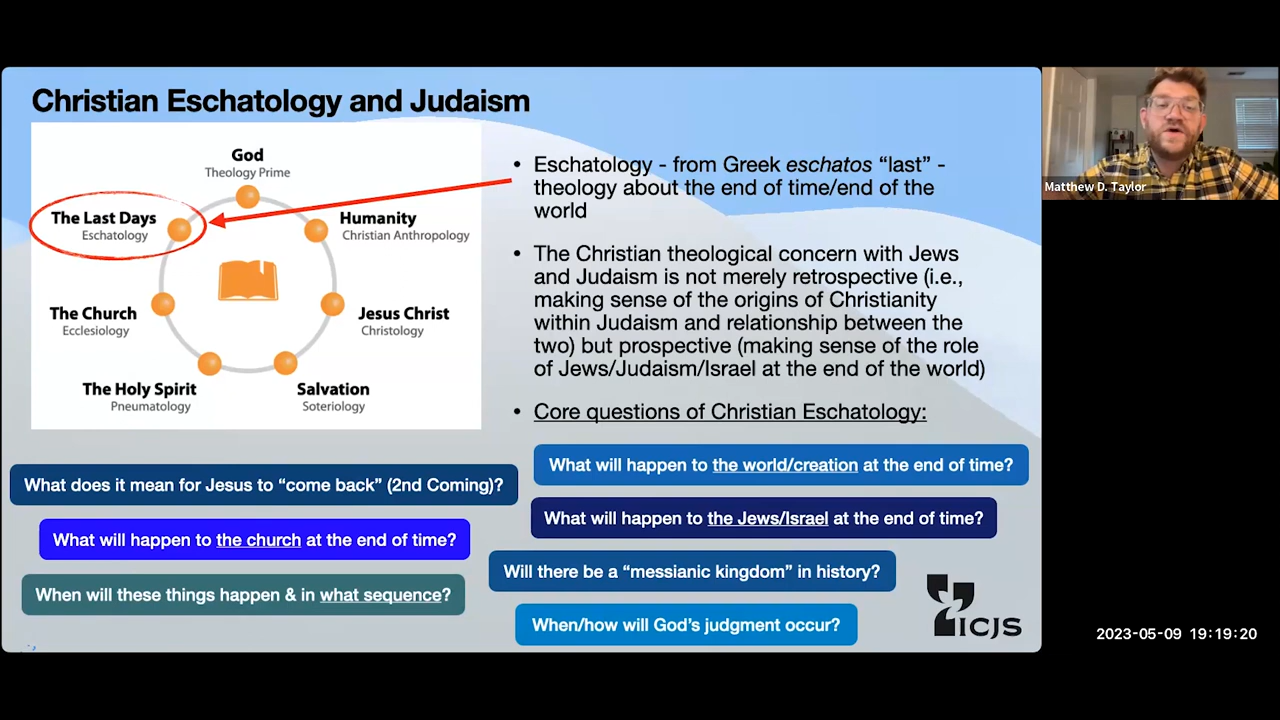 Christian Eschatology and Judaism
God
Theology Prime
The Last Days
Eschatology
Humanity
Christian Anthropology
The Church
Ecclesiology
Jesus Christ
Christology
The Holy Spirit
Pneumatology
Salvation
Soteriology
• Eschatology - from Greek eschatos “last” -
theology about the end of time/end of the
world
• The Christian theological concern with Jews
and Judaism is not merely retrospective (i.e.,
making sense of the origins of Christianity
within Judaism and relationship between the
two) but prospective (making sense of the role
of Jews/Judaism/Israel at the end of the world)
• Core questions of Christian Eschatology:
What does it mean for Jesus to “come back” (2nd Coming)?
What will happen to the church at the end of time?
When will these things happen & in what sequence?
What will happen to the world/creation at the end of time?
What will happen to the Jews/Israel at the end of time?
Will there be a “messianic kingdom” in history?
When/how will God’s judgment occur?
ICJS
Matthew D. Taylor
2023-05-09 19:19:20